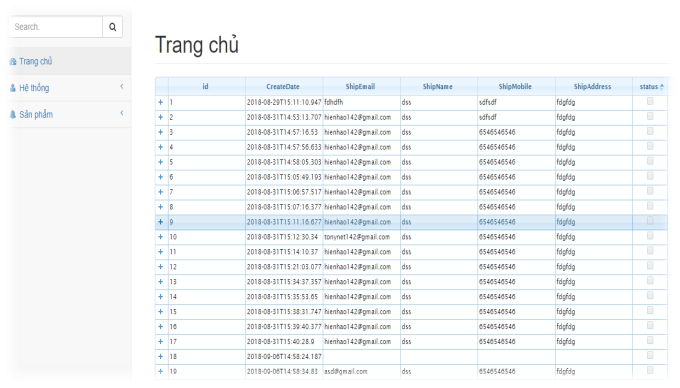 Search.
Trang chủ
Hệ thống
Sản phẩm
Trang chủ
id CreateDate ShipEmail ShipName ShipMobile ShipAddress status
1 2018-08-29T15:11:10.947 fdhdfh dss sdfsdf fdgfdg
2 2018-08-31T14:53:13.707 hienhao142@gmail.com dss sdfsdf fdgfdg
3 2018-08-31T14:57:16.53 hienhao142@gmail.com dss 6546546546 fdgfdg
4 2018-08-31T14:57:56.633 hienhao142@gmail.com dss 6546546546 fdgfdg
5 2018-08-31T14:58:05.303 hienhao142@gmail.com dss 6546546546 fdgfdg
6 2018-08-31T15:05:49.193 hienhao142@gmail.com dss 6546546546 fdgfdg
7 2018-08-31T15:06:57.517 hienhao142@gmail.com dss 6546546546 fdgfdg
8 2018-08-31T15:07:16.377 hienhao142@gmail.com dss 6546546546 fdgfdg
9 2018-08-31T15:11:16.677 hienhao142@gmail.com dss 6546546546 fdgfdg
10 2018-08-31T15:12:30.34 tonynet142@gmail.com dss 6546546546 fdgfdg
11 2018-08-31T15:14:10.37 hienhao142@gmail.com dss 6546546546 fdgfdg
12 2018-08-31T15:21:03.077 hienhao142@gmail.com dss 6546546546 fdgfdg
13 2018-08-31T15:34:37.357 hienhao142@gmail.com dss 6546546546 fdgfdg
14 2018-08-31T15:35:53.65 hienhao142@gmail.com dss 6546546546 fdgfdg
15 2018-08-31T15:38:31.747 hienhao142@gmail.com dss 6546546546 fdgfdg
16 2018-08-31T15:39:40.377 hienhao142@gmail.com dss 6546546546 fdgfdg
17 2018-08-31T15:40:28.9 hienhao142@gmail.com dss 6546546546 fdgfdg
18 2018-09-06T14:58:24.187
19 2018-09-06T14:58:34.83 asd@gmail.com dss 6546546546 fdgfdg